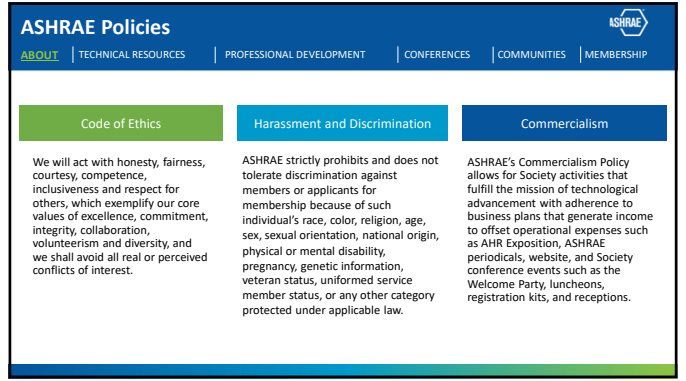 ASHRAE Policies
ASHRAE
ABOUT TECHNICAL RESOURCES PROFESSIONAL DEVELOPMENT CONFERENCES COMMUNITIES MEMBERSHIP
Code of Ethics
We will act with honesty, fairness,
courtesy, competence,
inclusiveness and respect for
others, which exemplify our core
values of excellence, commitment,
integrity, collaboration,
volunteerism and diversity, and
we shall avoid all real or perceived
conflicts of interest.
Harassment and Discrimination
ASHRAE strictly prohibits and does not
tolerate discrimination against
members or applicants for
membership because of such
individual's race, color, religion, age,
sex, sexual orientation, national origin,
physical or mental disability,
pregnancy, genetic information,
veteran status, uniformed service
member status, or any other category
protected under applicable law.
Commercialism
ASHRAE's Commercialism Policy
allows for Society activities that
fulfill the mission of technological
advancement with adherence to
business plans that generate income
to offset operational expenses such
as AHR Exposition, ASHRAE
periodicals, website, and Society
conference events such as the
Welcome Party, luncheons,
registration kits, and receptions.